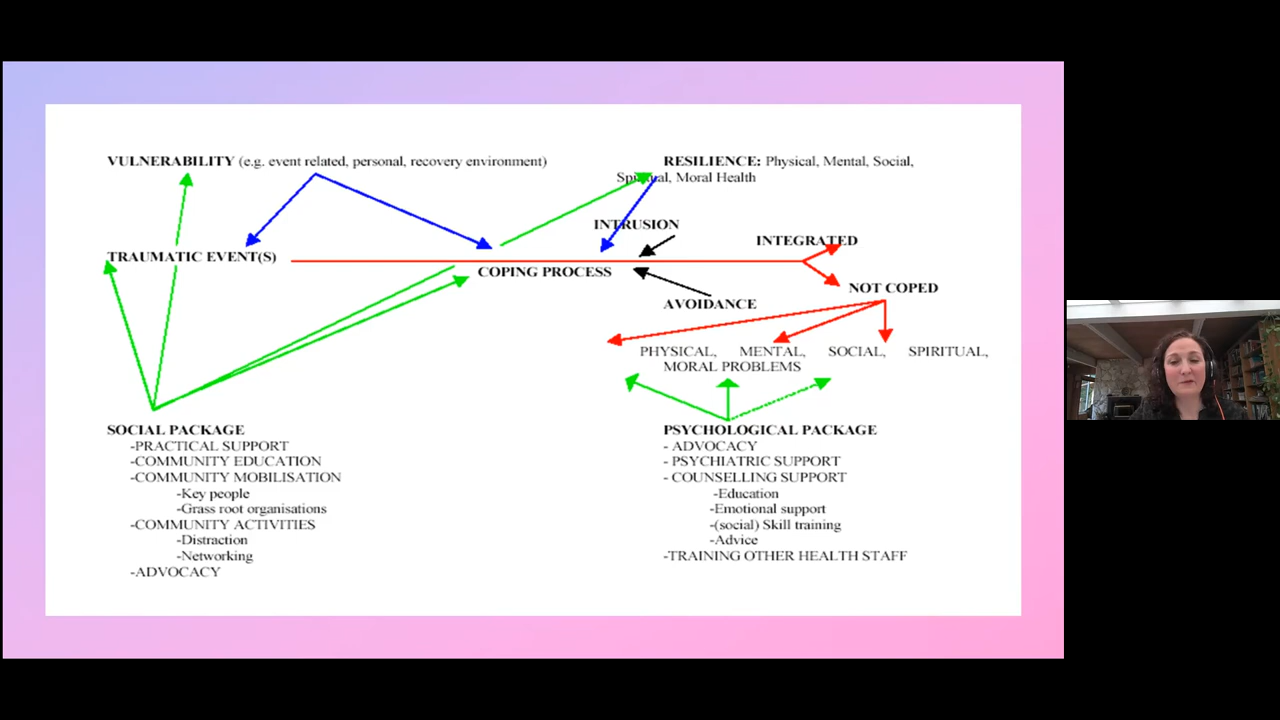 VULNERABILITY (e.g. event related, personal, recovery environment)
RESILIENCE: Physical, Mental, Social,
Spiritual, Moral Health
INTRUSION
INTEGRATED
TRAUMATIC EVENT(S)
COPING PROCESS
NOT COPED
AVOIDANCE
PHYSICAL, MENTAL, SOCIAL, SPIRITUAL,
MORAL PROBLEMS
SOCIAL PACKAGE
-PRACTICAL SUPPORT
-COMMUNITY EDUCATION
-COMMUNITY MOBILISATION
-Key people
-Grass root organisations
-COMMUNITY ACTIVITIES
-Distraction
-Networking
-ADVOCACY
PSYCHOLOGICAL PACKAGE
- ADVOCACY
- PSYCHIATRIC SUPPORT
- COUNSELLING SUPPORT
-Education
-Emotional support
-(social) Skill training
-Advice
-TRAINING OTHER HEALTH STAFF